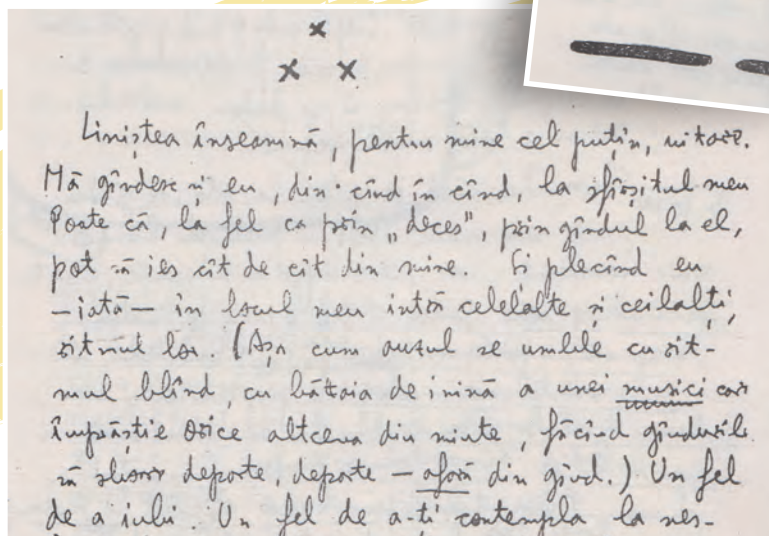 x
x x
Liniștea înseamnă, pentru mine cel puțin, uitare.
Mă gîndesc și eu, din cînd în cînd, la sfîrșitul meu
Poate că, la fel ca prin „deces", prin gîndul la el,
pot să ies cît de cît din mine. Și plecînd eu
— iată — în locul meu intră celelalte și ceilalți,
ritmul lor. (Așa cum auzul se umple cu rit-
mul blînd, cu bătaia de inimă a unei muzici care
împrăștie orice altceva din minte, făcînd gîndurile
să zboare departe, departe — afară din gînd.) Un fel
de a iubi. Un fel de a-ți contempla la nes-